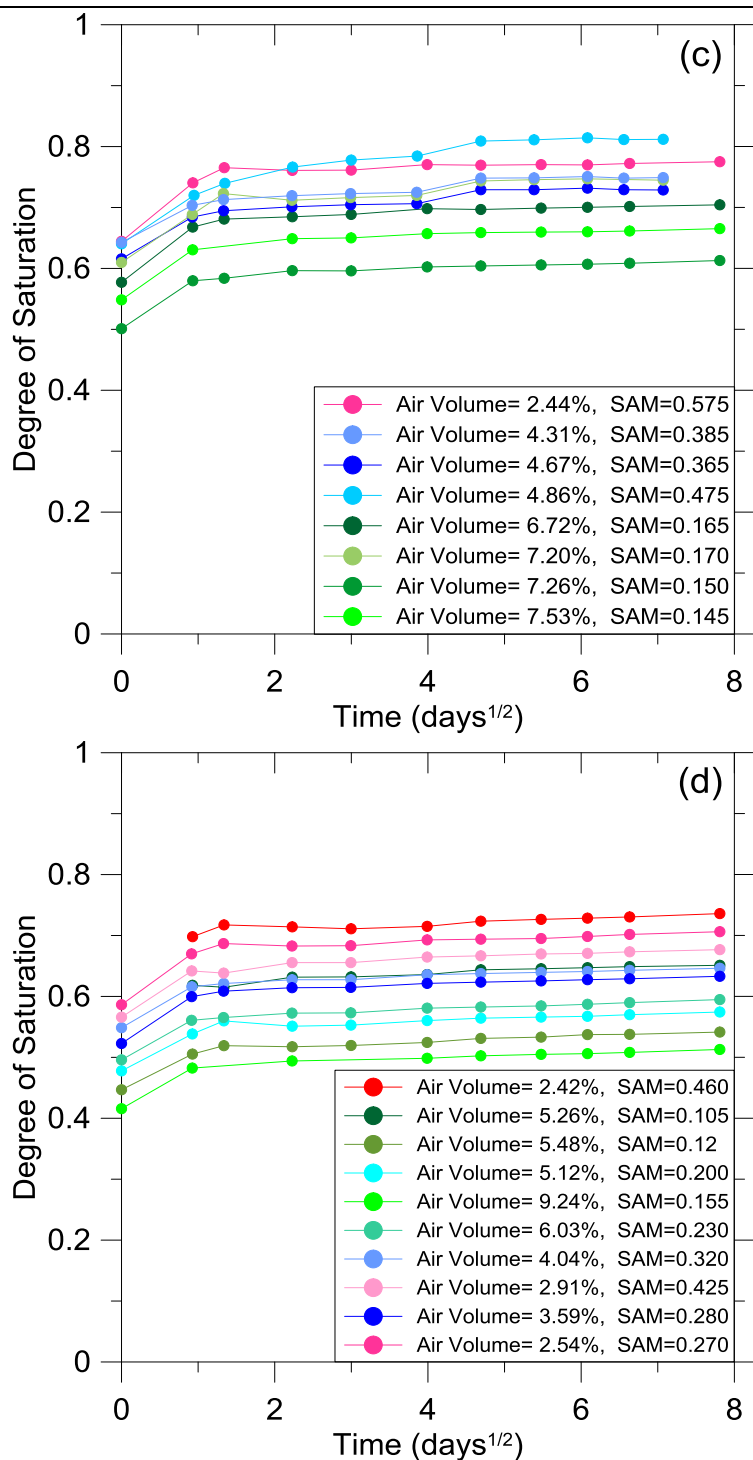 1
(c)
0.8
0.6
Degree of Saturation
0.4
Air Volume= 2.44%, SAM=0.575
Air Volume= 4.31%, SAM=0.385
Air Volume= 4.67%, SAM=0.365
Air Volume= 4.86%, SAM=0.475
Air Volume= 6.72%, SAM=0.165
Air Volume= 7.20%, SAM=0.170
Air Volume= 7.26%, SAM=0.150
Air Volume= 7.53%, SAM=0.145
0.2
0
0 2 4 6 8
Time (days1/2)
1
(d)
0.8
0.6
Degree of Saturation
0.4
Air Volume= 2.42%, SAM=0.460
Air Volume= 5.26%, SAM=0.105
Air Volume= 5.48%, SAM=0.12
Air Volume= 5.12%, SAM=0.200
Air Volume= 9.24%, SAM=0.155
Air Volume= 6.03%, SAM=0.230
Air Volume= 4.04%, SAM=0.320
Air Volume= 2.91%, SAM=0.425
Air Volume= 3.59%, SAM=0.280
Air Volume= 2.54%, SAM=0.270
0.2
0
0 2 4 6 8
Time (days1/2)